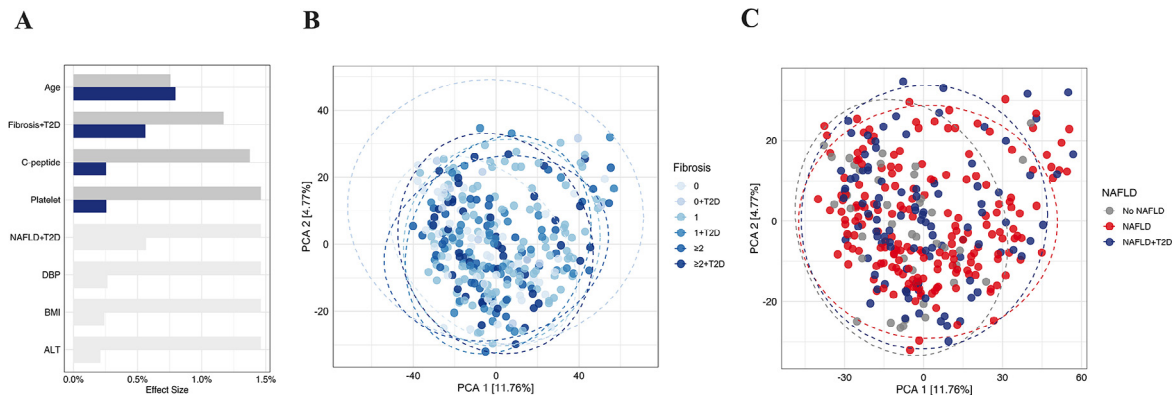 A
Age
Fibrosis+T2D
C-peptide
Platelet
NAFLD+T2D
DBP
BMI
ALT
0.0% 0.5% 1.0% 1.5%
Effect Size
B
50
PCA 2 [4.77%]
40
20
0
-20
-40 0 40
PCA 1 [11.76%]
Fibrosis
0
0+T2D
1
1+T2D
≥2
≥2+T2D
C
PCA 2 [4.77%]
20
0
-20
-30 0 30 60
PCA 1 [11.76%]
NAFLD
No NAFLD
NAFLD
NAFLD+T2D